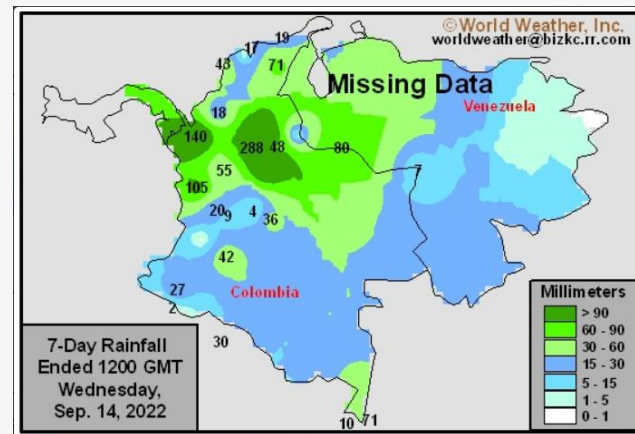 ©World Weather, Inc.
worldweather@bizkc.rr.com
19
17
43
71
Missing Data
Venezuela
18
140
288 48
80
55
7
105
20
9
4
36
42
27
Colombia
2
30
10
71
Millimeters
> 90
60 - 90
30 - 60
15 - 30
5 - 15
1 - 5
0 - 1
7-Day Rainfall
Ended 1200 GMT
Wednesday,
Sep. 14, 2022